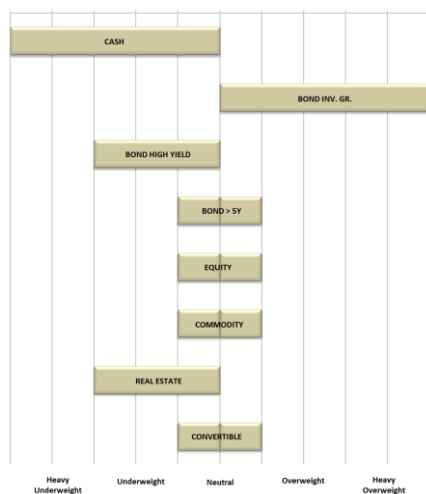 CASH
BOND INV. GR.
BOND HIGH YIELD
BOND > 5Y
EQUITY
COMMODITY
REAL ESTATE
CONVERTIBLE
Heavy
Underweight
Underweight
Neutral
Overweight
Heavy
Overweight